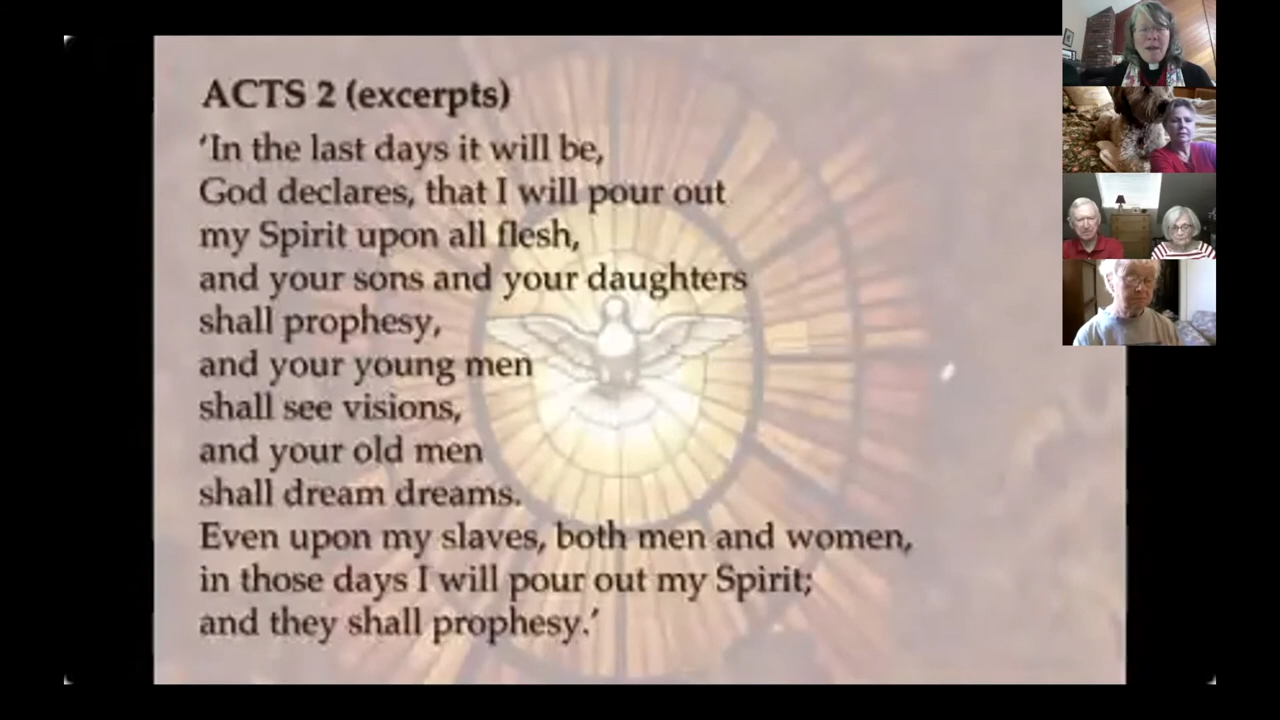 ACTS 2 (excerpts)
‘In the last days it will be,
God declares, that I will pour out
my Spirit upon all flesh,
and your sons and your daughters
shall prophesy,
and your young men
shall see visions,
and your old men
shall dream dreams.
Even upon my slaves, both men and women,
in those days I will pour out my Spirit;
and they shall prophesy.’